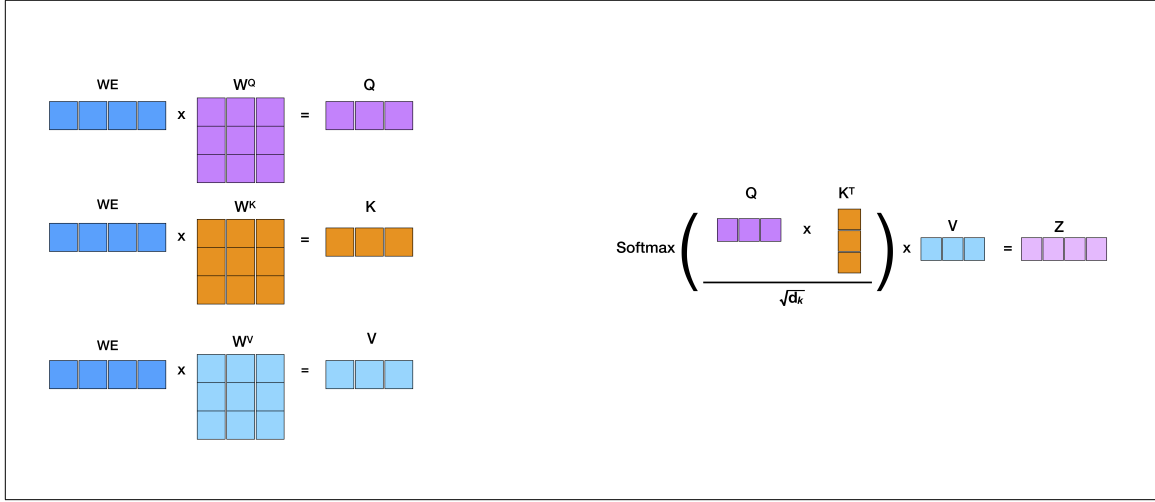 WE x W^Q = Q
WE x W^K = K
WE x W^V = V
Q x K^T
Softmax ( ) x V = Z
√d_k